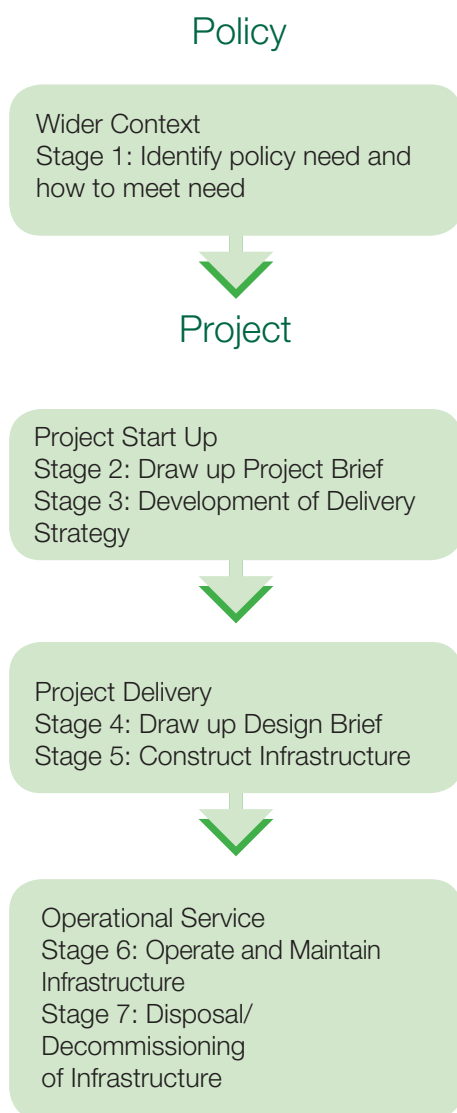 Policy
Wider Context
Stage 1: Identify policy need and
how to meet need
Project
Project Start Up
Stage 2: Draw up Project Brief
Stage 3: Development of Delivery
Strategy
Project Delivery
Stage 4: Draw up Design Brief
Stage 5: Construct Infrastructure
Operational Service
Stage 6: Operate and Maintain
Infrastructure
Stage 7: Disposal/
Decommissioning
of Infrastructure